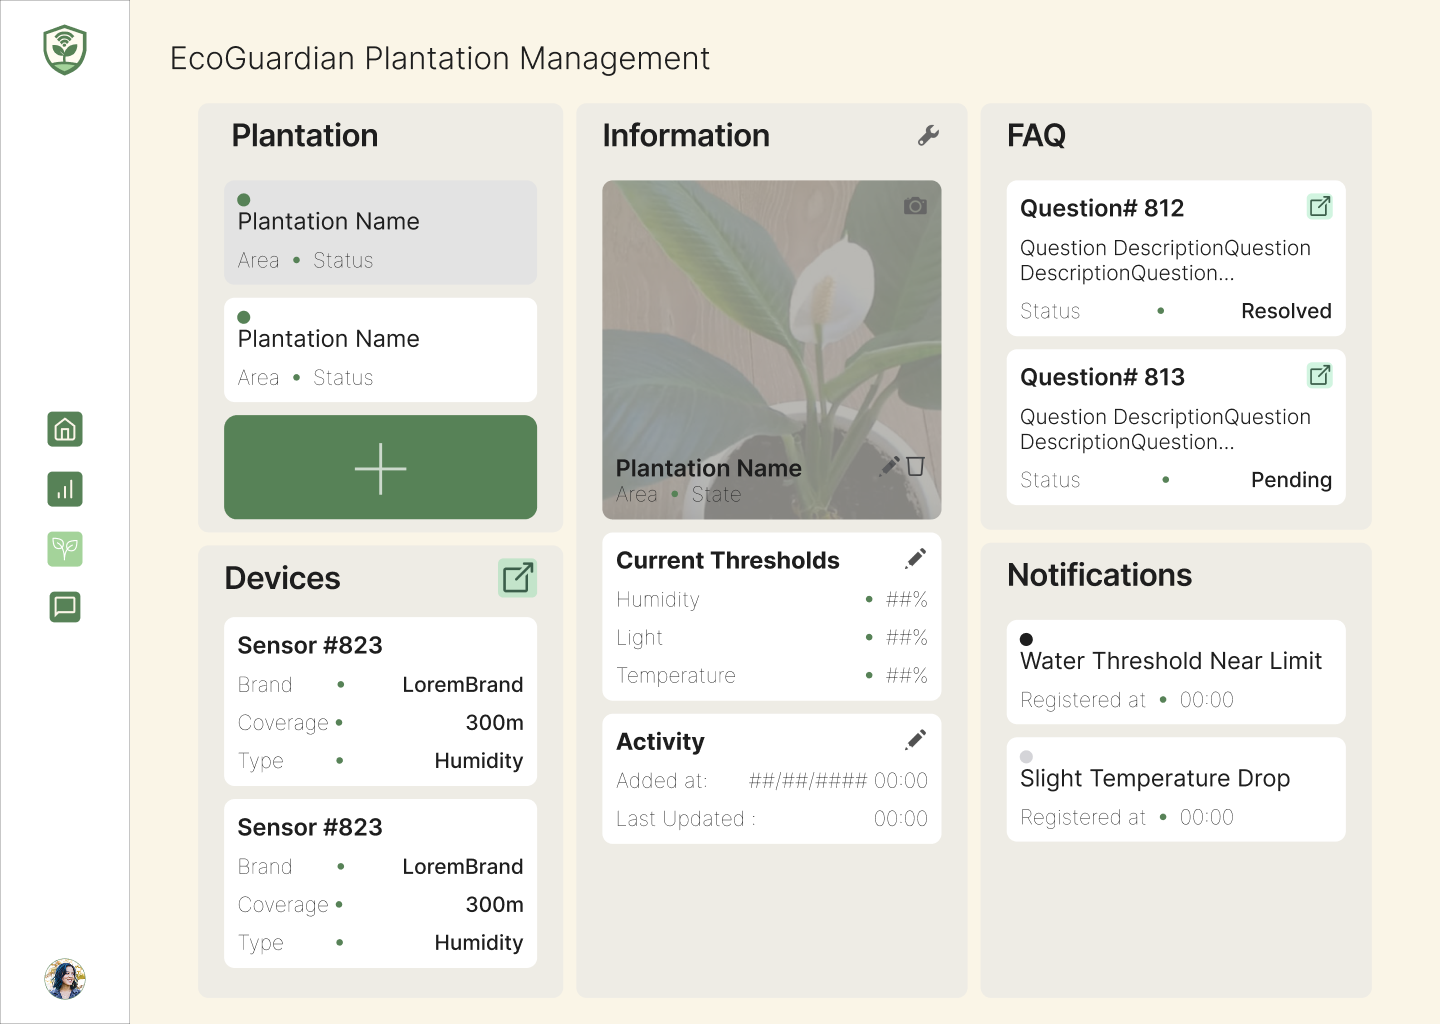 EcoGuardian Plantation Management
Plantation
Plantation Name
Area • Status
Plantation Name
Area • Status
Devices
Sensor #823
Brand • LoremBrand
Coverage • 300m
Type • Humidity
Sensor #823
Brand • LoremBrand
Coverage • 300m
Type • Humidity
Information
Plantation Name
Area • State
Current Thresholds
Humidity • ##%
Light • ##%
Temperature • ##%
Activity
Added at: ##/##/#### 00:00
Last Updated : 00:00
FAQ
Question# 812
Question DescriptionQuestion
DescriptionQuestion...
Status • Resolved
Question# 813
Question DescriptionQuestion
DescriptionQuestion...
Status • Pending
Notifications
Water Threshold Near Limit
Registered at • 00:00
Slight Temperature Drop
Registered at • 00:00